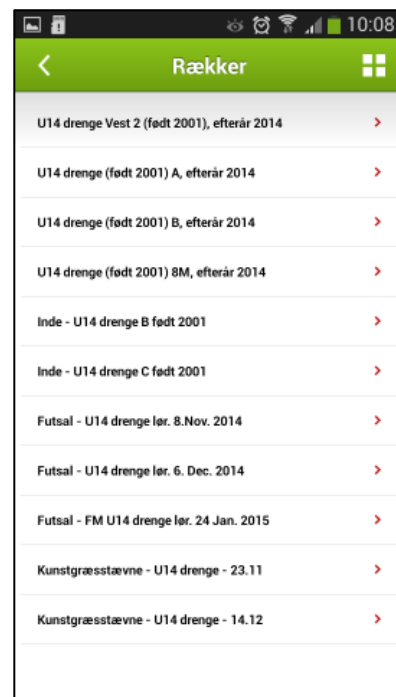 10:08
Rækker
U14 drenge Vest 2 (født 2001), efterår 2014
U14 drenge (født 2001) A, efterår 2014
U14 drenge (født 2001) B, efterår 2014
U14 drenge (født 2001) 8M, efterår 2014
Inde - U14 drenge B født 2001
Inde - U14 drenge C født 2001
Futsal - U14 drenge lør. 8.Nov. 2014
Futsal - U14 drenge lør. 6. Dec. 2014
Futsal - FM U14 drenge lør. 24 Jan. 2015
Kunstgræsstævne - U14 drenge - 23.11
Kunstgræsstævne - U14 drenge - 14.12